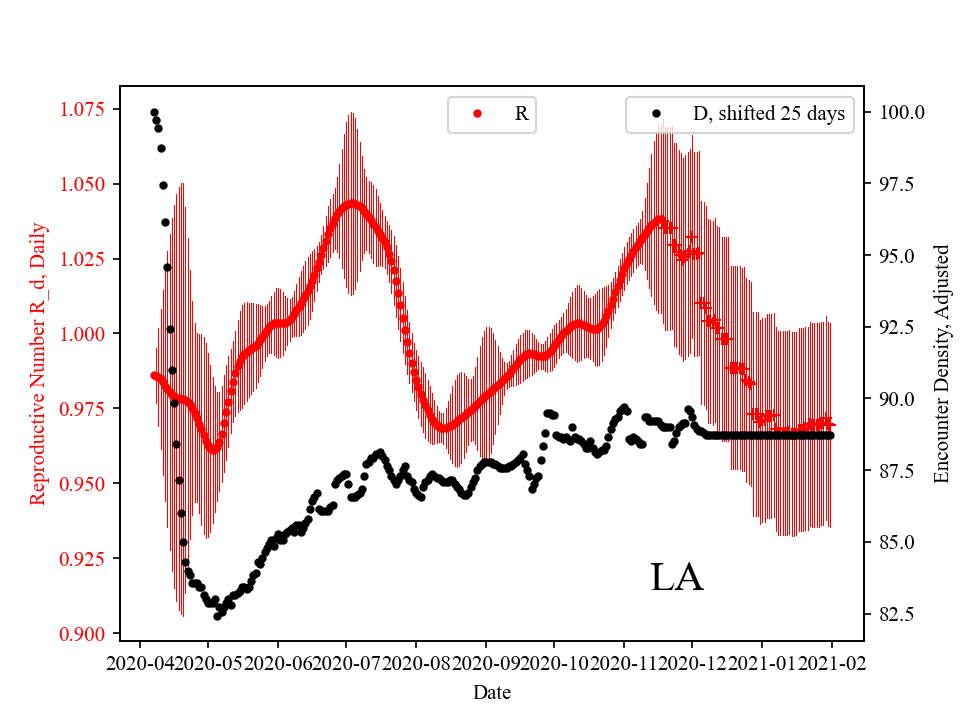 R
D, shifted 25 days
1.075
1.050
1.025
1.000
0.975
0.950
0.925
0.900
Reproductive Number R_d, Daily
100.0
97.5
95.0
92.5
90.0
87.5
85.0
82.5
Encounter Density, Adjusted
LA
2020-04 2020-05 2020-06 2020-07 2020-08 2020-09 2020-10 2020-11 2020-12 2021-01 2021-02
Date